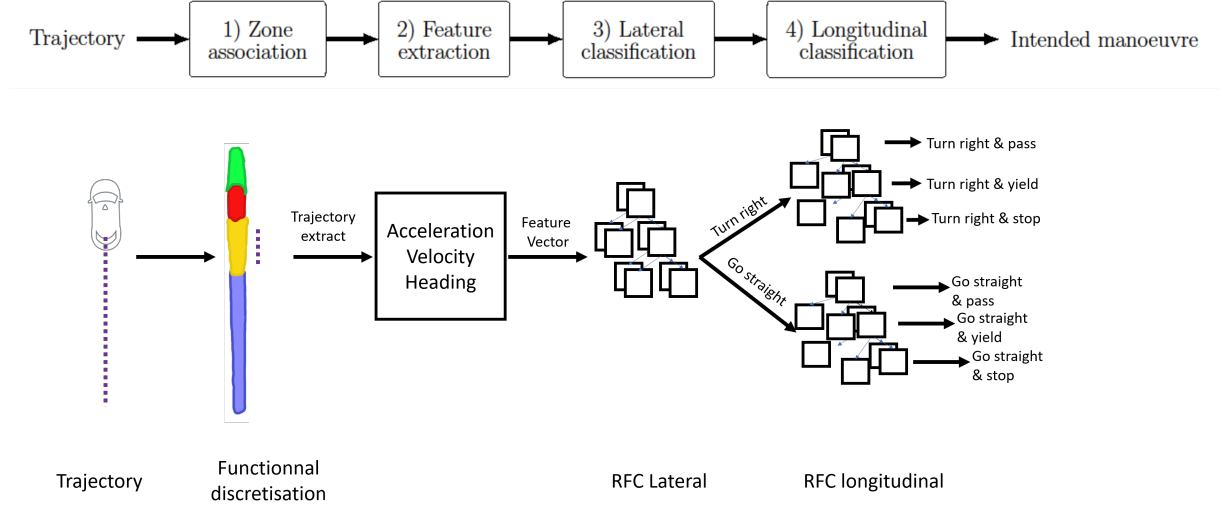 Trajectory
1) Zone
association
2) Feature
extraction
3) Lateral
classification
4) Longitudinal
classification
Intended manoeuvre
Trajectory
extract
Acceleration
Velocity
Heading
Feature
Vector
Turn right
Go straight
Turn right & pass
Turn right & yield
Turn right & stop
Go straight
& pass
Go straight
& yield
Go straight
& stop
Trajectory
Functionnal
discretisation
RFC Lateral
RFC longitudinal